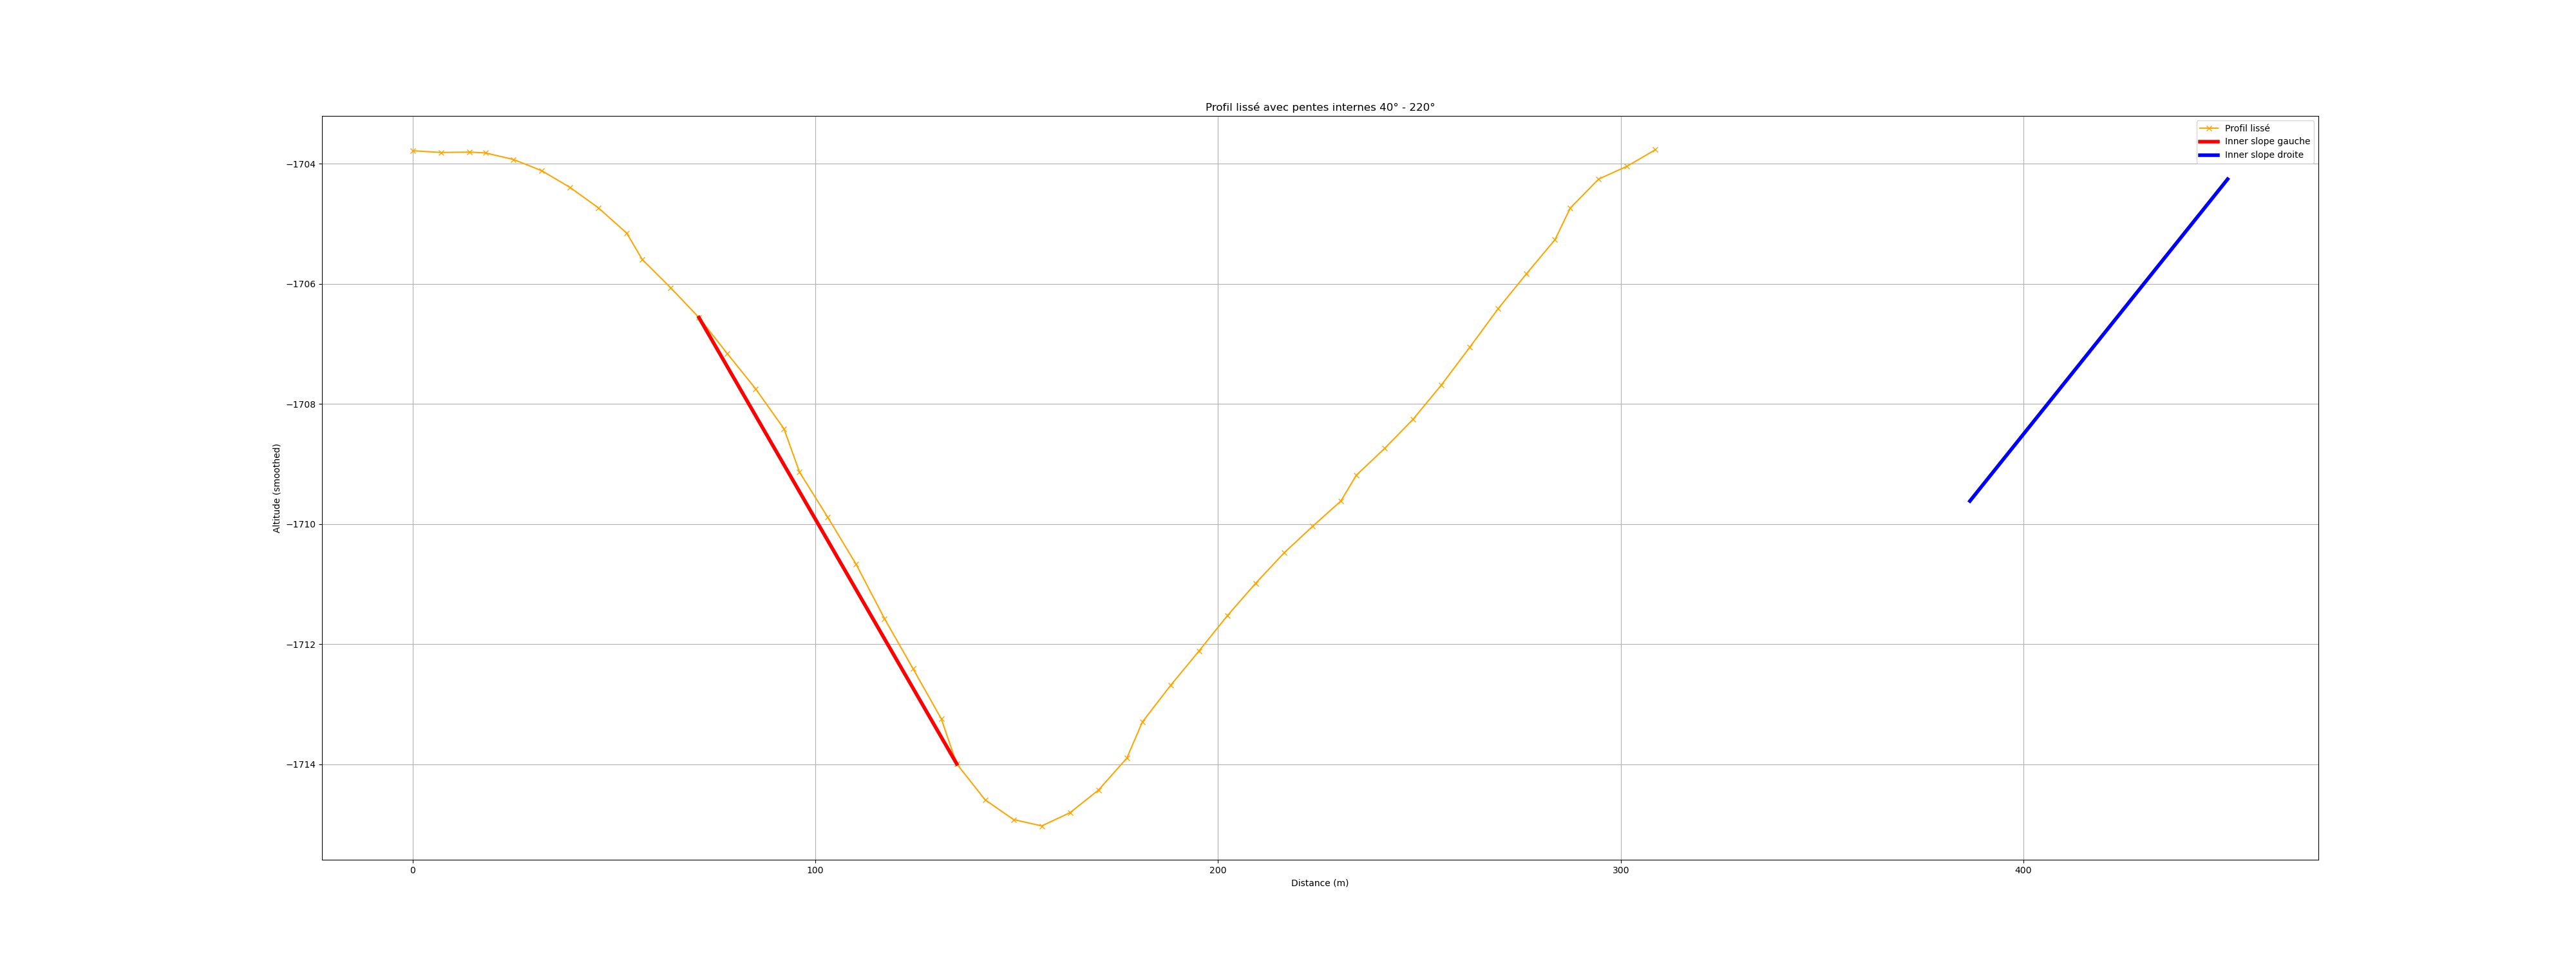 Profil lissé avec pentes internes 40° - 220°
Profil lissé
Inner slope gauche
Inner slope droite
−1704
−1706
−1708
−1710
−1712
−1714
Altitude (smoothed)
0
100
200
300
400
Distance (m)